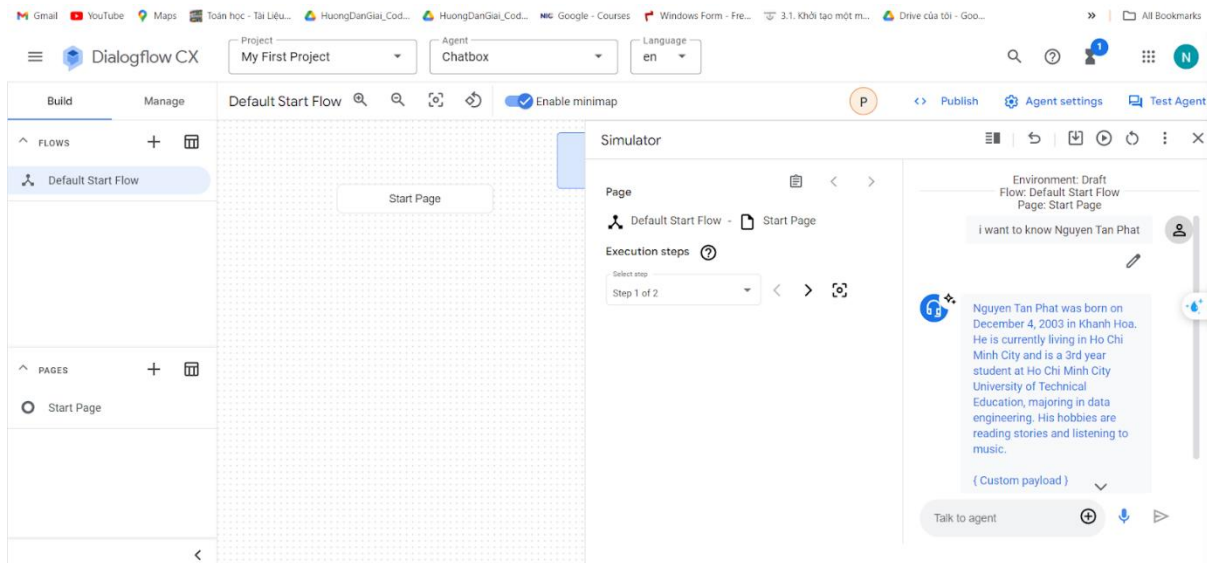 Gmail YouTube Maps Toán học - Tài Liệu... HuongDanGiai_Cod... HuongDanGiai_Cod... NIC Google - Courses Windows Form - Fre... 3.1. Khởi tạo một m... Drive của tôi - Goo... » All Bookmarks
Dialogflow CX
Project
My First Project
Agent
Chatbox
Language
en
1
N
Build Manage
Default Start Flow
Enable minimap
P
Publish
Agent settings
Test Agent
FLOWS
Default Start Flow
Start Page
PAGES
Start Page
Simulator
Page
Default Start Flow - Start Page
Execution steps
Select step
Step 1 of 2
Environment: Draft
Flow: Default Start Flow
Page: Start Page
i want to know Nguyen Tan Phat
Nguyen Tan Phat was born on
December 4, 2003 in Khanh Hoa.
He is currently living in Ho Chi
Minh City and is a 3rd year
student at Ho Chi Minh City
University of Technical
Education, majoring in data
engineering. His hobbies are
reading stories and listening to
music.
{ Custom payload }
Talk to agent